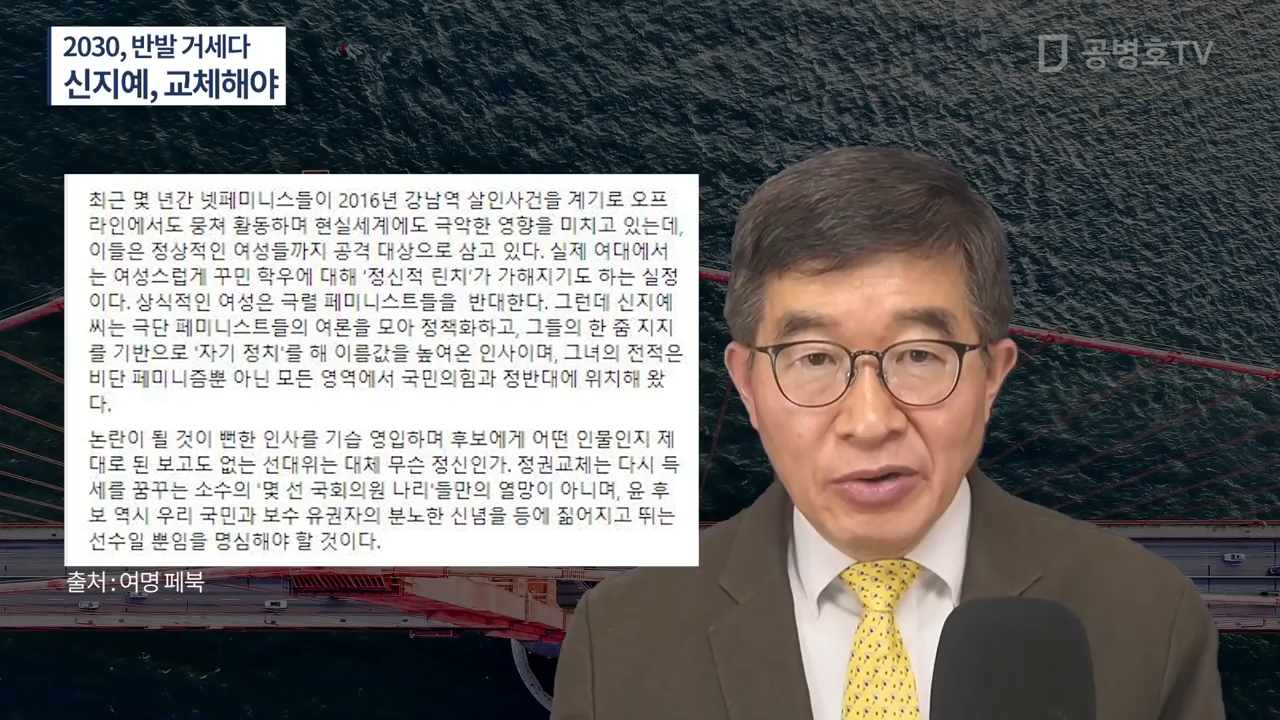 2030, 반발 거세다
신지예, 교체해야
공병호TV
최근 몇 년간 넷페미니스들이 2016년 강남역 살인사건을 계기로 오프
라인에서도 뭉쳐 활동하며 현실세계에도 극악한 영향을 미치고 있는데,
이들은 정상적인 여성들까지 공격 대상으로 삼고 있다. 실제 여대에서
는 여성스럽게 꾸민 학우에 대해 '정신적 린치'가 가해지기도 하는 실정
이다. 상식적인 여성은 극렬 페미니스트들을 반대한다. 그런데 신지예
씨는 극단 페미니스트들의 여론을 모아 정책화하고, 그들의 한 줌 지지
를 기반으로 '자기 정치'를 해 이름값을 높여온 인사이며, 그녀의 전적은
비단 페미니즘뿐 아닌 모든 영역에서 국민의힘과 정반대에 위치해 왔
다.
논란이 될 것이 뻔한 인사를 기습 영입하며 후보에게 어떤 인물인지 제
대로 된 보고도 없는 선대위는 대체 무슨 정신인가. 정권교체는 다시 득
세를 꿈꾸는 소수의 '몇 선 국회의원 나리'들만의 열망이 아니며, 윤 후
보 역시 우리 국민과 보수 유권자의 분노한 신념을 등에 짊어지고 뛰는
선수일 뿐임을 명심해야 할 것이다.
출처 : 여명 페북